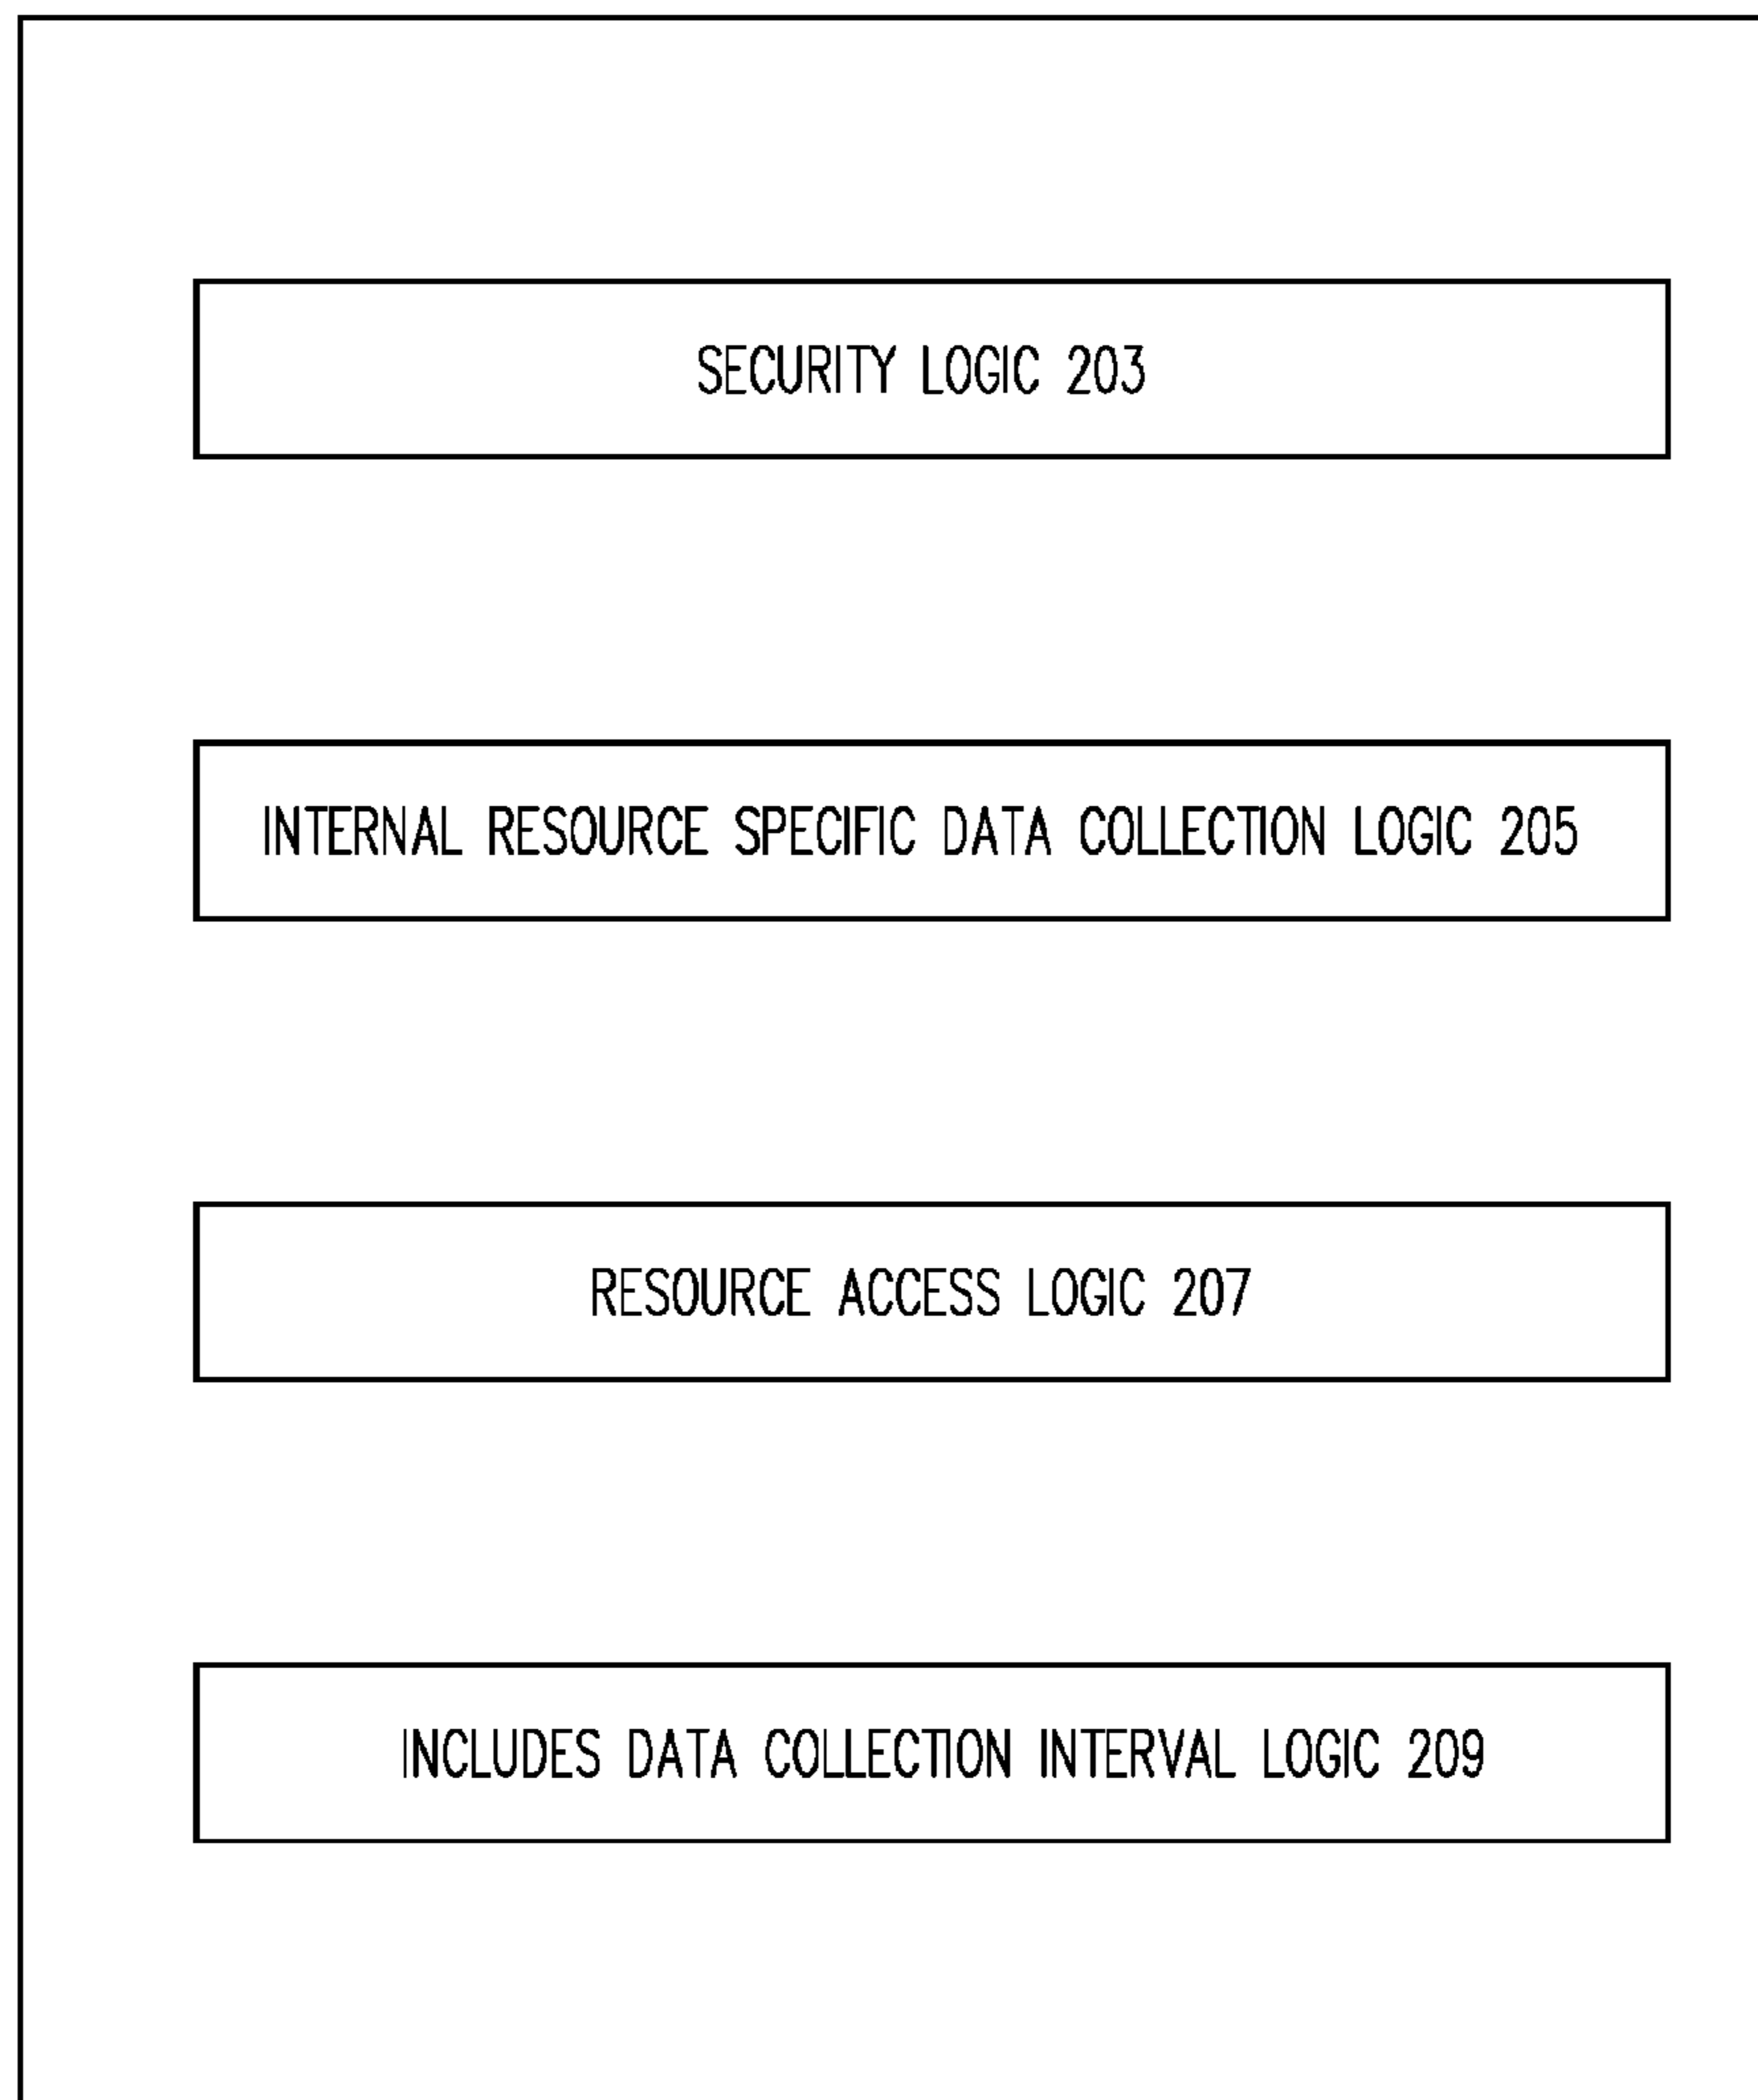 SECURITY LOGIC 203
INTERNAL RESOURCE SPECIFIC DATA COLLECTION LOGIC 205
RESOURCE ACCESS LOGIC 207
INCLUDES DATA COLLECTION INTERVAL LOGIC 209